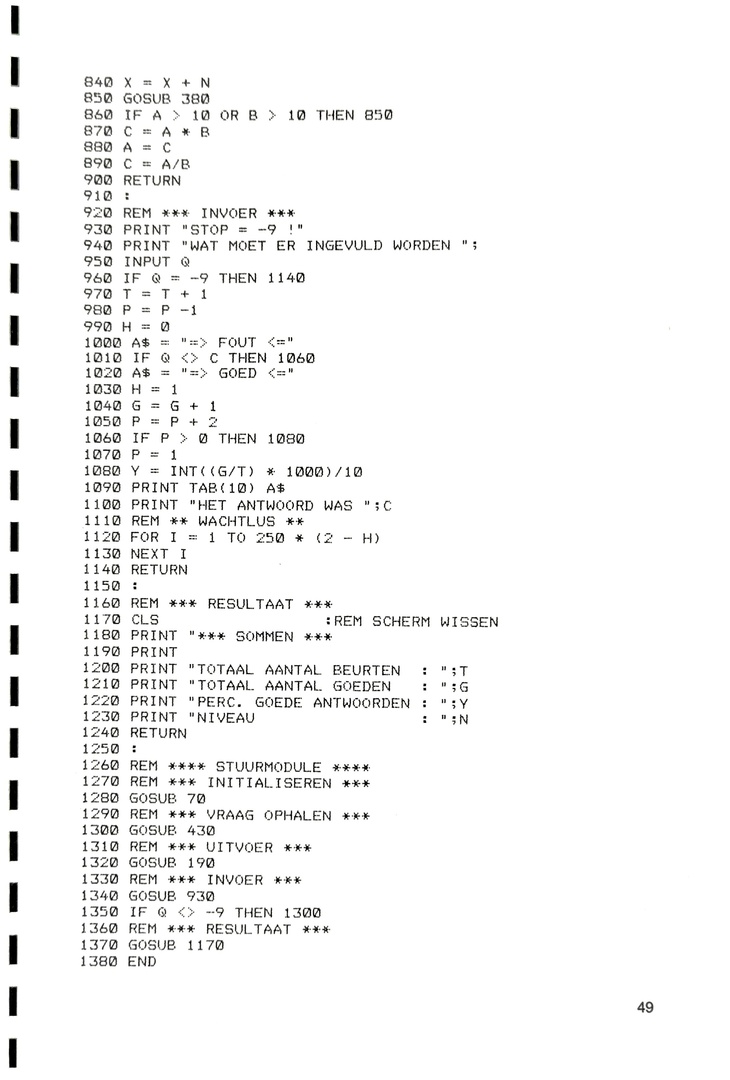 840 X = X + N
850 GOSUB 380
860 IF A > 10 OR B > 10 THEN 850
870 C = A * B
880 A = C
890 C = A/B
900 RETURN
910 :
920 REM *** INVOER ***
930 PRINT "STOP = -9 !"
940 PRINT "WAT MOET ER INGEVULD WORDEN ";
950 INPUT Q
960 IF Q = -9 THEN 1140
970 T = T + 1
980 P = P -1
990 H = 0
1000 A$ = "=> FOUT <="
1010 IF Q <> C THEN 1060
1020 A$ = "=> GOED <="
1030 H = 1
1040 G = G + 1
1050 P = P + 2
1060 IF P > 0 THEN 1080
1070 P = 1
1080 Y = INT((G/T) * 1000)/10
1090 PRINT TAB(10) A$
1100 PRINT "HET ANTWOORD WAS ";C
1110 REM ** WACHTLUS **
1120 FOR I = 1 TO 250 * (2 - H)
1130 NEXT I
1140 RETURN
1150 :
1160 REM *** RESULTAAT ***
1170 CLS :REM SCHERM WISSEN
1180 PRINT "*** SOMMEN ***
1190 PRINT
1200 PRINT "TOTAAL AANTAL BEURTEN : ";T
1210 PRINT "TOTAAL AANTAL GOEDEN : ";G
1220 PRINT "PERC. GOEDE ANTWOORDEN : ";Y
1230 PRINT "NIVEAU : ";N
1240 RETURN
1250 :
1260 REM **** STUURMODULE ****
1270 REM *** INITIALISEREN ***
1280 GOSUB 70
1290 REM *** VRAAG OPHALEN ***
1300 GOSUB 430
1310 REM *** UITVOER ***
1320 GOSUB 190
1330 REM *** INVOER ***
1340 GOSUB 930
1350 IF Q <> -9 THEN 1300
1360 REM *** RESULTAAT ***
1370 GOSUB 1170
1380 END
49